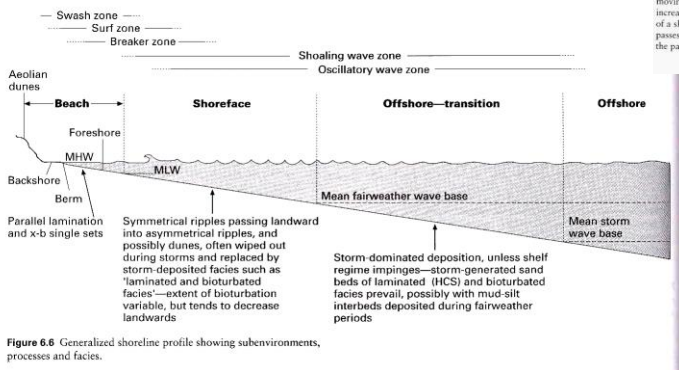 Swash zone
Surf zone
Breaker zone
Shoaling wave zone
Oscillatory wave zone
Aeolian
dunes
Beach
Shoreface
Offshore—transition
Offshore
Foreshore
MHW
MLW
Backshore
Berm
Mean fairweather wave base
Mean storm
wave base
Parallel lamination
and x-b single sets
Symmetrical ripples passing landward
into asymmetrical ripples, and
possibly dunes, often wiped out
during storms and replaced by
storm-deposited facies such as
'laminated and bioturbated
facies'—extent of bioturbation
variable, but tends to decrease
landwards
Storm-dominated deposition, unless shelf
regime impinges—storm-generated sand
beds of laminated (HCS) and bioturbated
facies prevail, possibly with mud-silt
interbeds deposited during fairweather
periods
Figure 6.6 Generalized shoreline profile showing subenvironments,
processes and facies.
of a
passes
the